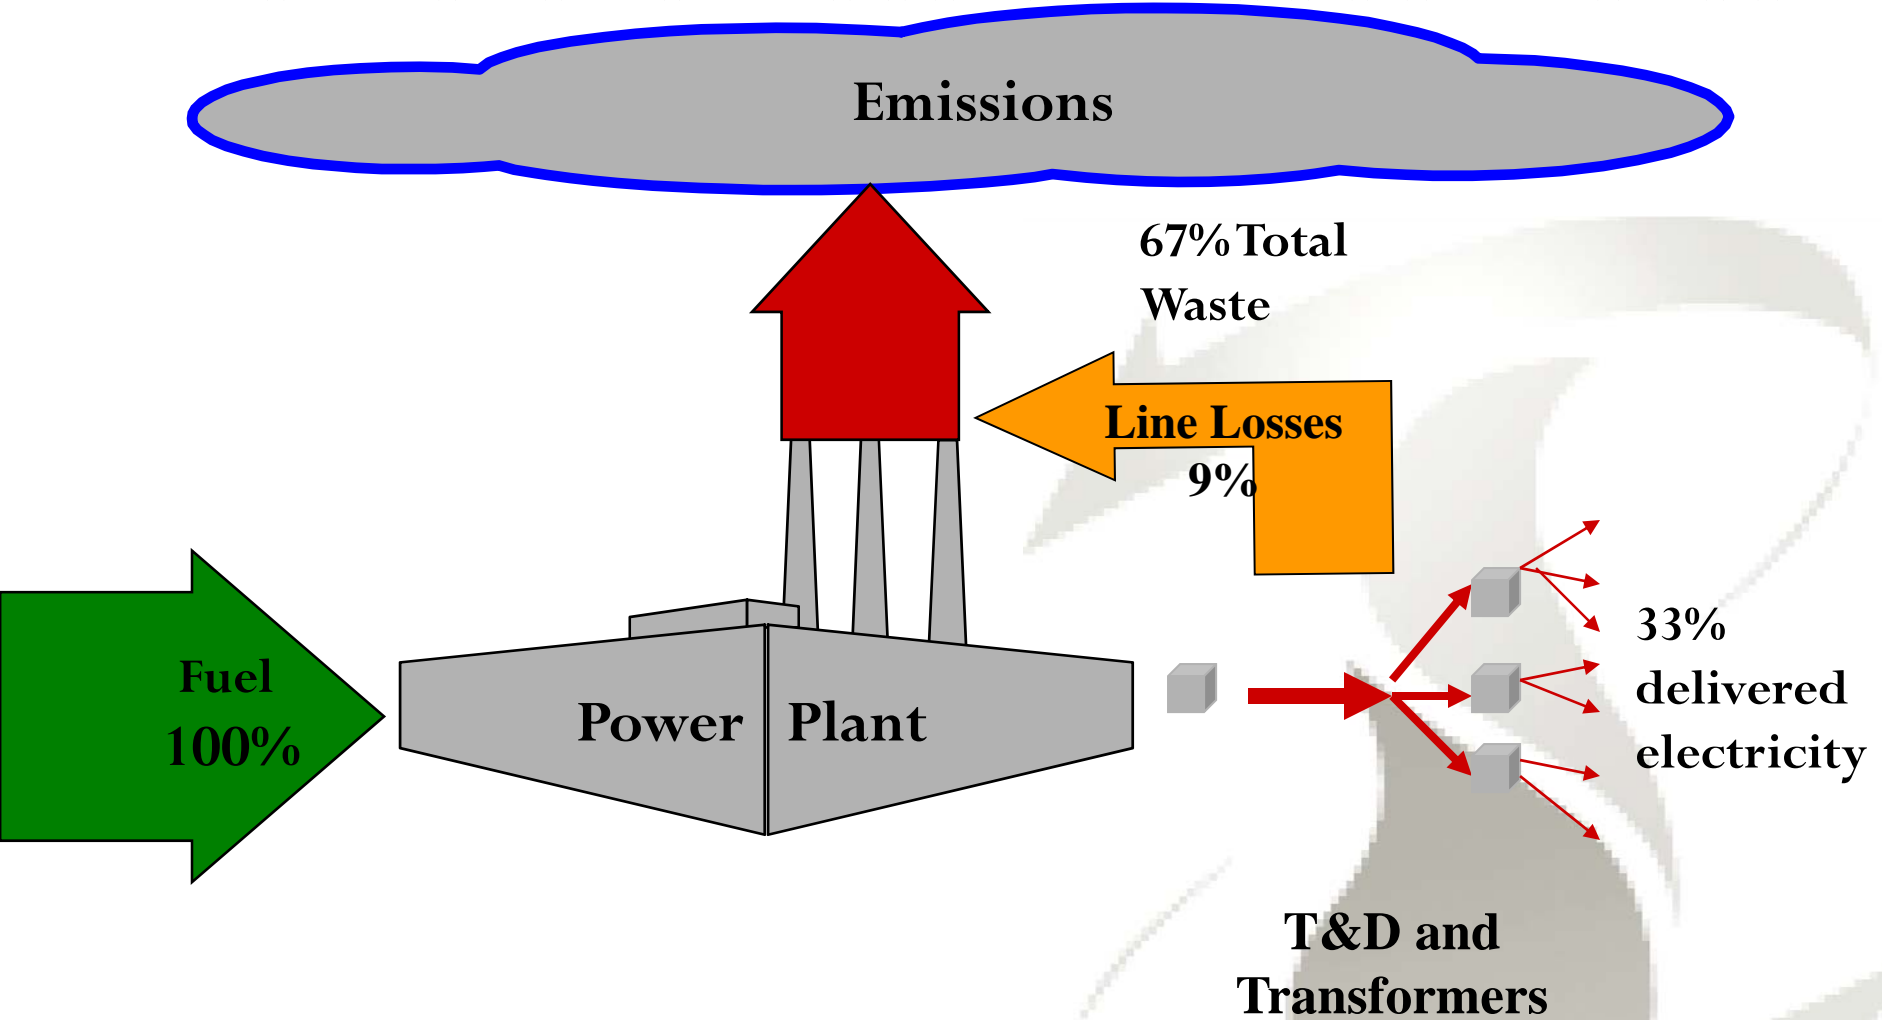 Emissions
67% Total
Waste
Line Losses
9%
Fuel
100%
Power Plant
33%
delivered
electricity
T&D and
Transformers